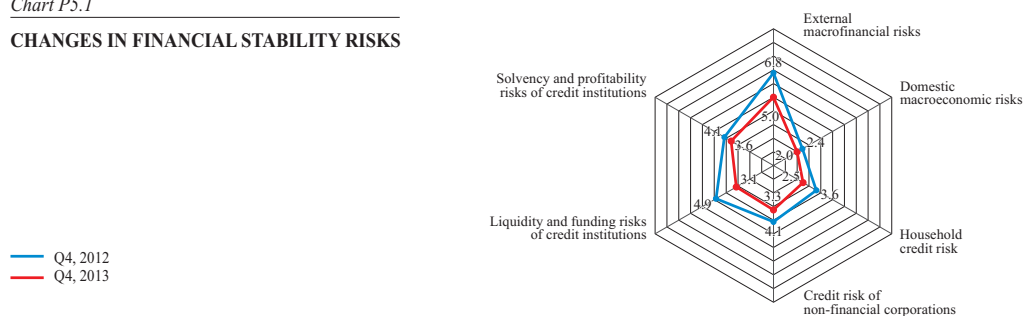 Chart P5.1
CHANGES IN FINANCIAL STABILITY RISKS
Q4, 2012
Q4, 2013
External
macrofinancial risks
Domestic
macroeconomic risks
Household
credit risk
Credit risk of
non-financial corporations
Liquidity and funding risks
of credit institutions
Solvency and profitability
risks of credit institutions
6.8
5.0
2.4
2.0
3.6
2.5
4.1
3.3
4.9
3.1
4.1
3.6